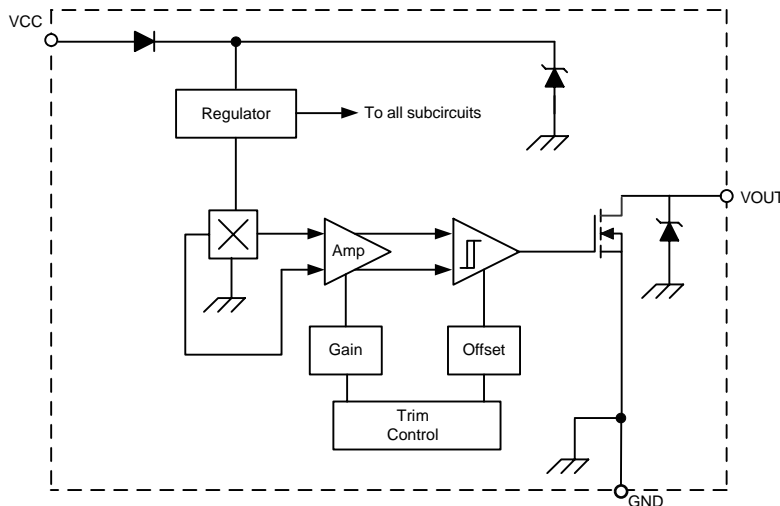 VCC
Regulator
To all subcircuits
VOUT
Amp
Gain
Offset
Trim
Control
GND